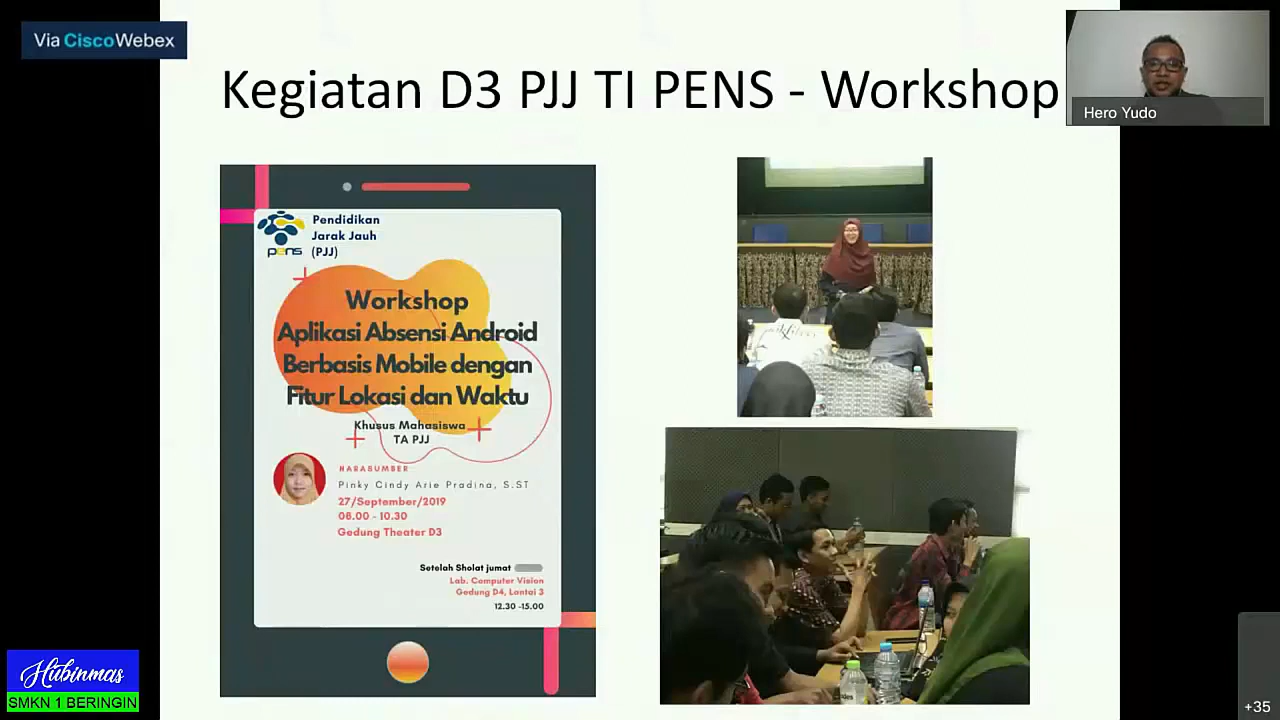 Via CiscoWebex
Kegiatan D3 PJJ TI PENS - Workshop
Hero Yudo
pens
Pendidikan
Jarak Jauh
(PJJ)
Workshop
Aplikasi Absensi Android
Berbasis Mobile dengan
Fitur Lokasi dan Waktu
Khusus Mahasiswa
TA PJJ
NARASUMBER
Pinky Cindy Arie Pradina, S.ST
27/September/2019
08.00 - 10.30
Gedung Theater D3
Setelah Sholat jumat
Lab. Computer Vision
Gedung D4, Lantai 3
12.30 -15.00
Hubinmas
SMKN 1 BERINGIN
+35